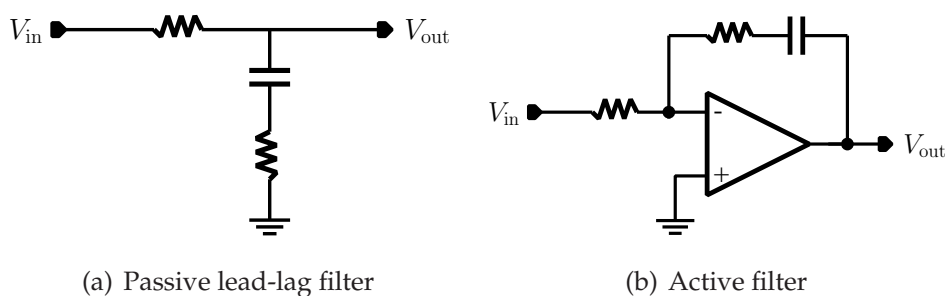 V_in
V_out
V_in
-
+
V_out
(a) Passive lead-lag filter
(b) Active filter